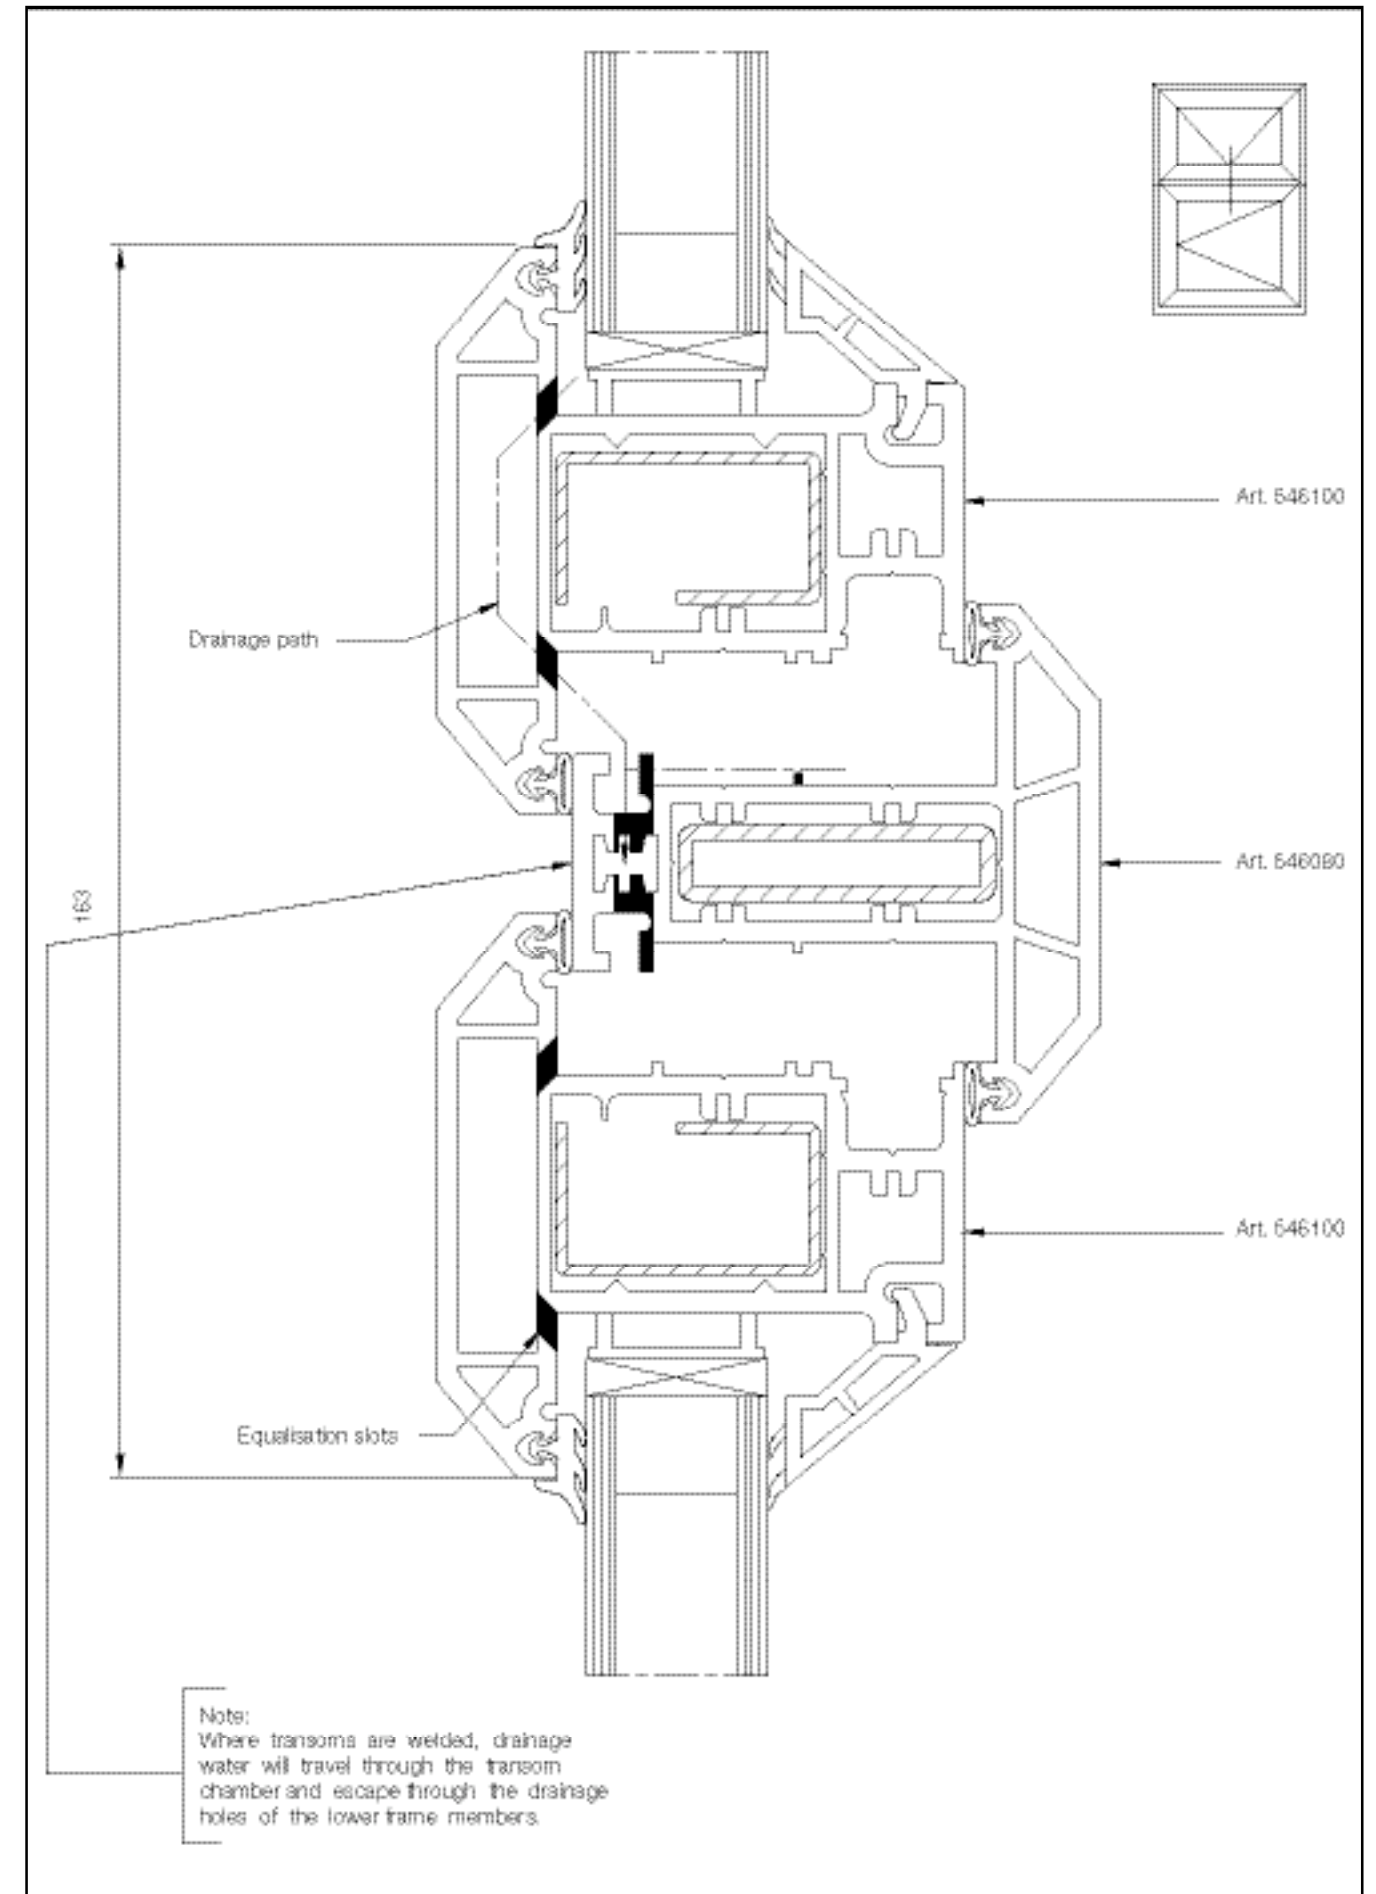 Art. 546100
Drainage path
Art. 546080
163
Art. 546100
Equalisation slots
Note:
Where transoms are welded, drainage
water will travel through the transom
chamber and escape through the drainage
holes of the lower frame members.